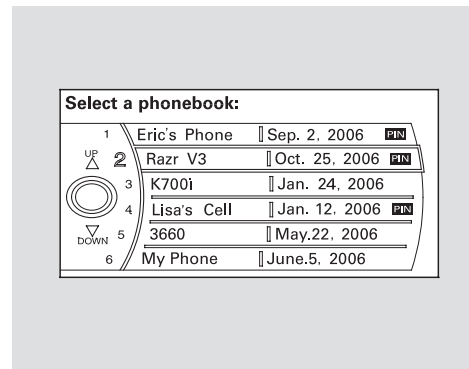 Select a phonebook:
1 Eric's Phone Sep. 2, 2006 PIN
UP 2 Razr V3 Oct. 25, 2006 PIN
3 K700i Jan. 24, 2006
4 Lisa's Cell Jan. 12, 2006 PIN
DOWN 5 3660 May.22, 2006
6 My Phone June.5, 2006